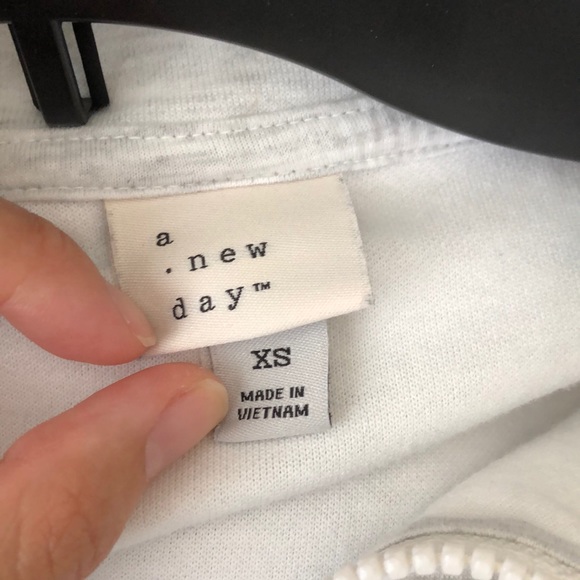 a
. new
day™
XS
MADE IN
VIETNAM